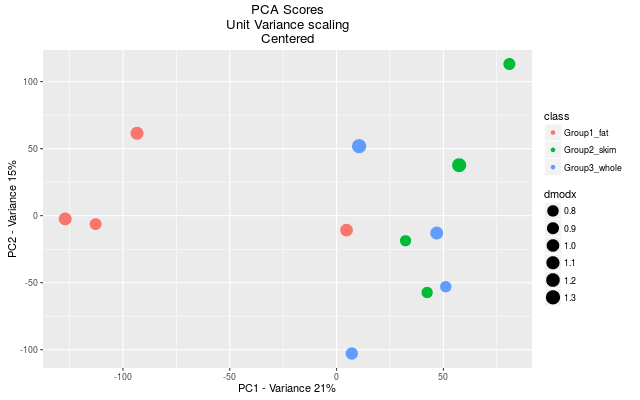 PCA Scores
Unit Variance scaling
Centered
PC2 - Variance 15%
100
50
0
-50
-100
-100
-50
0
50
PC1 - Variance 21%
class
Group1_fat
Group2_skim
Group3_whole
dmodx
0.8
0.9
1.0
1.1
1.2
1.3